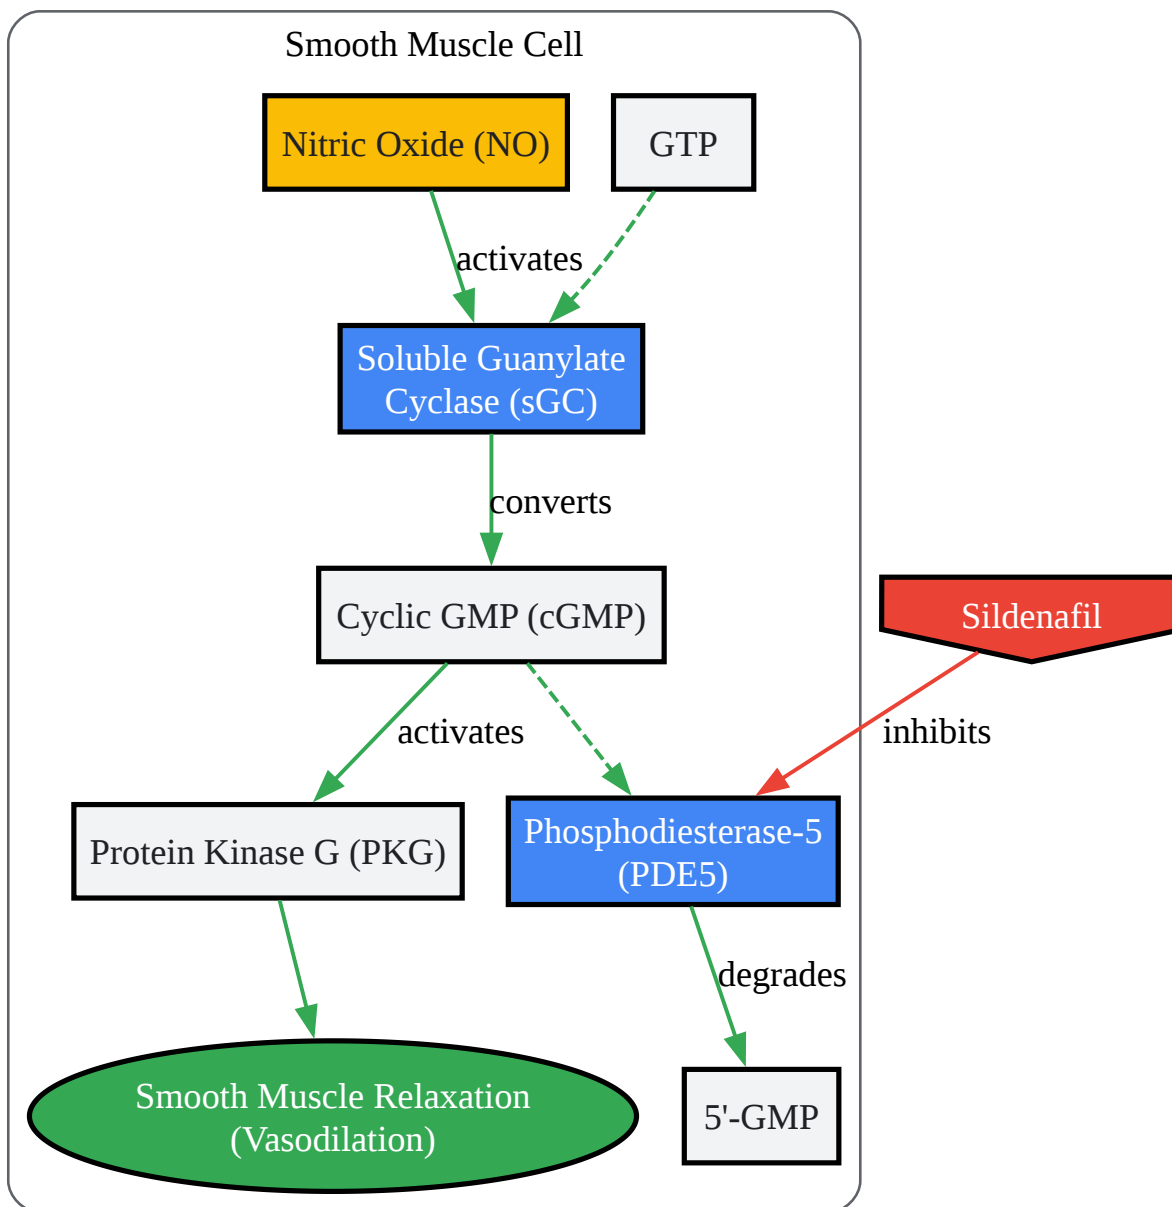 Smooth Muscle Cell
Nitric Oxide (NO)
GTP
activates
Soluble Guanylate
Cyclase (sGC)
converts
Cyclic GMP (cGMP)
Sildenafil
activates
inhibits
Protein Kinase G (PKG)
Phosphodiesterase-5
(PDE5)
degrades
Smooth Muscle Relaxation
(Vasodilation)
5'-GMP